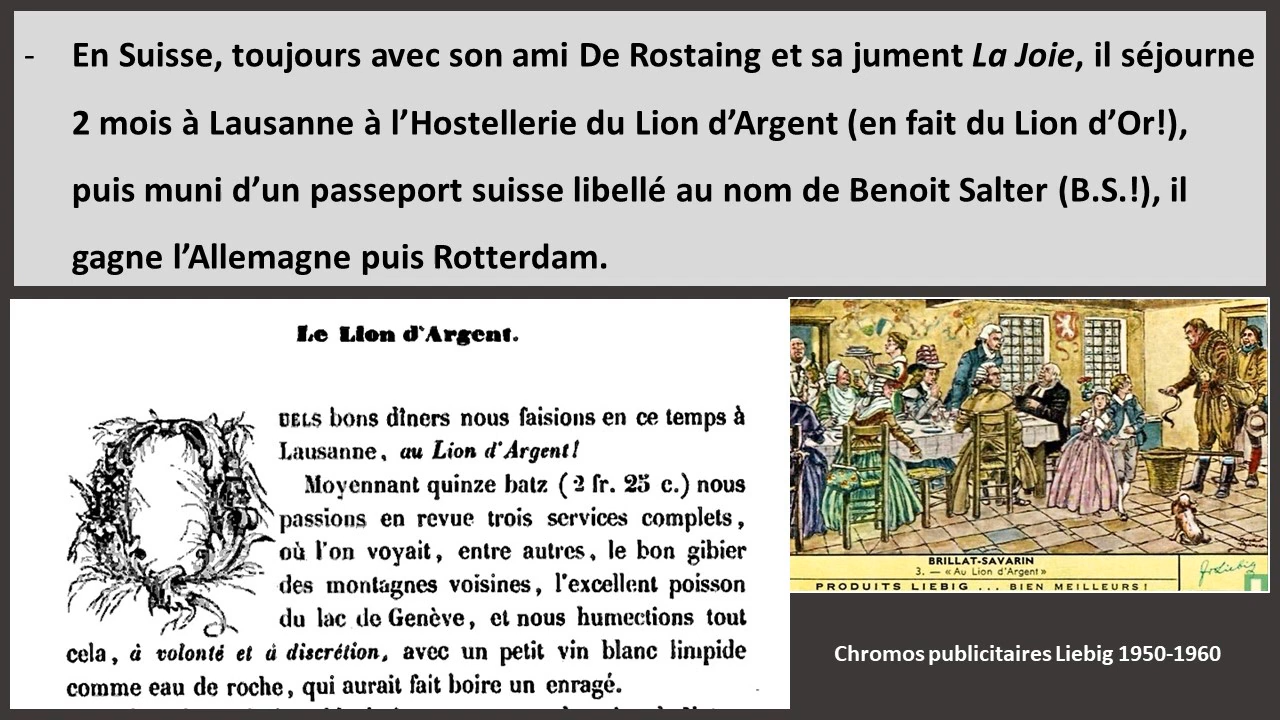 - En Suisse, toujours avec son ami De Rostaing et sa jument La Joie, il séjourne
2 mois à Lausanne à l’Hostellerie du Lion d’Argent (en fait du Lion d’Or!),
puis muni d’un passeport suisse libellé au nom de Benoit Salter (B.S.!), il
gagne l’Allemagne puis Rotterdam.
Le Lion d'Argent.
QUELS bons dîners nous faisions en ce temps à
Lausanne, au Lion d'Argent!
Moyennant quinze batz (2 fr. 25 c.) nous
passions en revue trois services complets,
où l'on voyait, entre autres, le bon gibier
des montagnes voisines, l'excellent poisson
du lac de Genève, et nous humections tout
cela, à volonté et à discrétion, avec un petit vin blanc limpide
comme eau de roche, qui aurait fait boire un enragé.
BRILLAT-SAVARIN
3. — « Au Lion d'Argent »
PRODUITS LIEBIG ... BIEN MEILLEURS!
Liebig
Chromos publicitaires Liebig 1950-1960